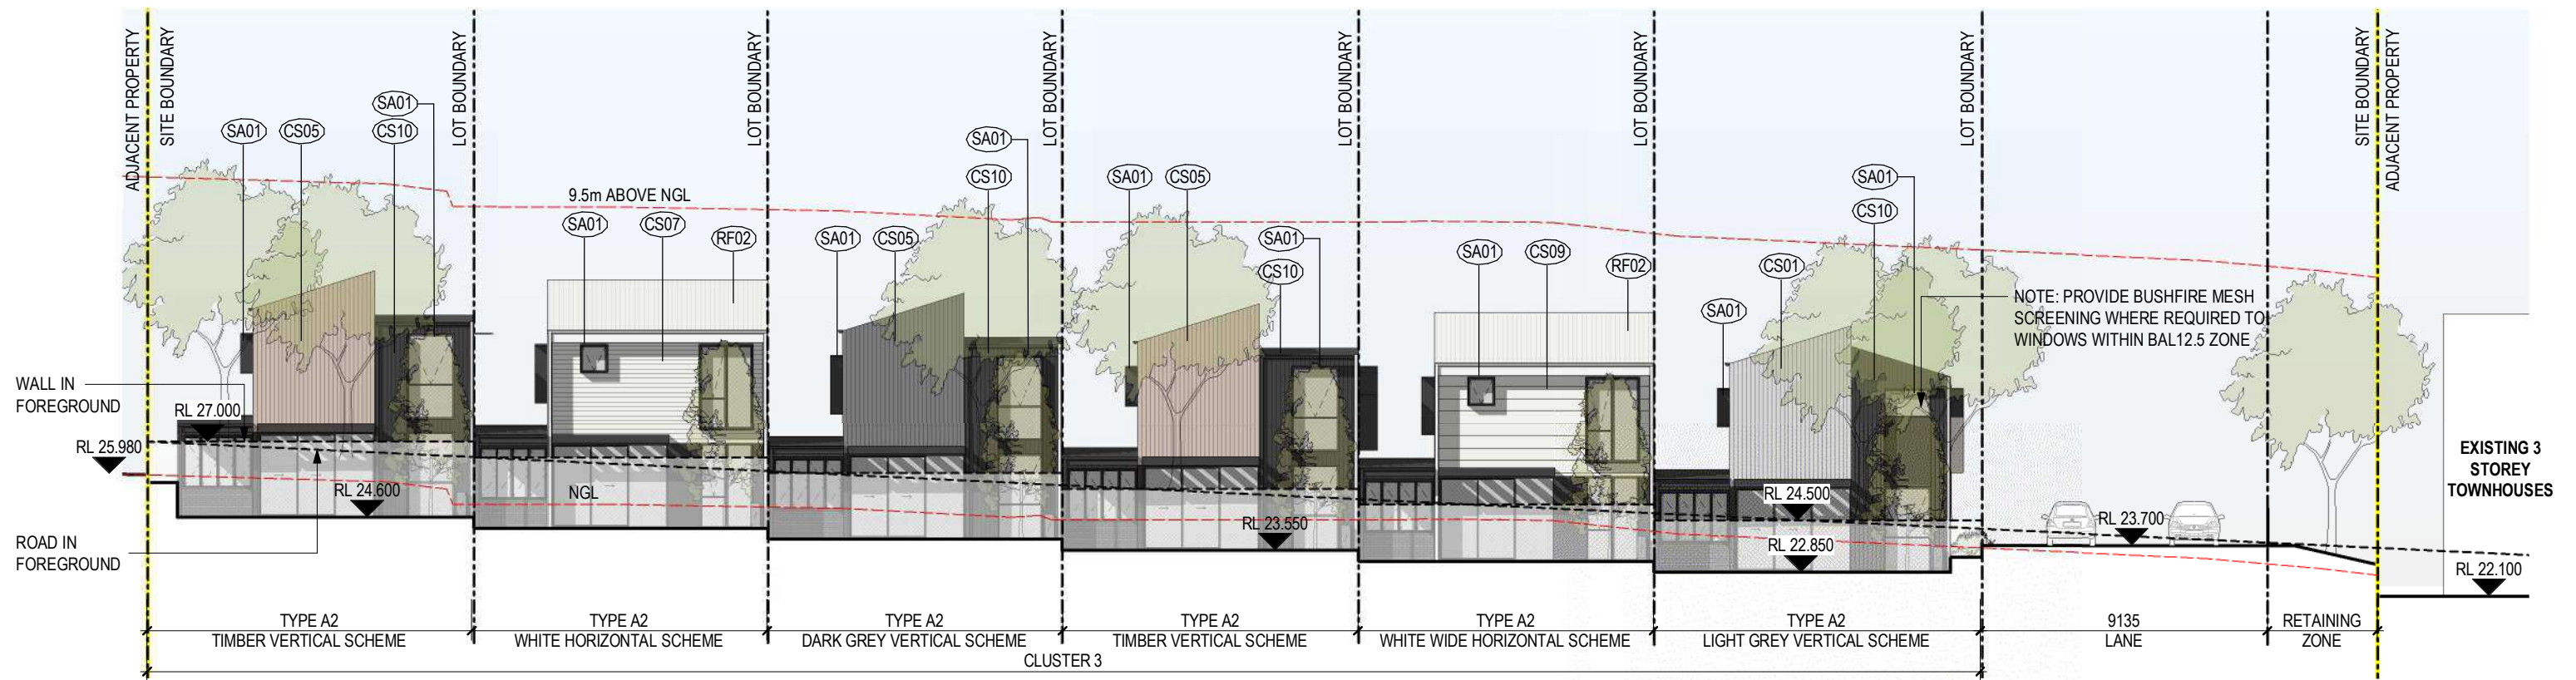 ADJACENT PROPERTY
SITE BOUNDARY
LOT BOUNDARY
LOT BOUNDARY
LOT BOUNDARY
LOT BOUNDARY
LOT BOUNDARY
LOT BOUNDARY
SITE BOUNDARY
ADJACENT PROPERTY
SA01
CS05
SA01
CS10
9.5m ABOVE NGL
SA01
CS07
RF02
SA01
CS05
SA01
CS10
SA01
CS05
SA01
CS10
SA01
CS09
RF02
SA01
CS01
SA01
CS10
NOTE: PROVIDE BUSHFIRE MESH
SCREENING WHERE REQUIRED TO
WINDOWS WITHIN BAL12.5 ZONE
WALL IN
FOREGROUND
RL 27.000
RL 25.980
RL 24.600
NGL
RL 23.550
RL 24.500
RL 22.850
RL 23.700
EXISTING 3
STOREY
TOWNHOUSES
RL 22.100
ROAD IN
FOREGROUND
TYPE A2
TIMBER VERTICAL SCHEME
TYPE A2
WHITE HORIZONTAL SCHEME
TYPE A2
DARK GREY VERTICAL SCHEME
TYPE A2
TIMBER VERTICAL SCHEME
TYPE A2
WHITE WIDE HORIZONTAL SCHEME
TYPE A2
LIGHT GREY VERTICAL SCHEME
9135
LANE
RETAINING
ZONE
CLUSTER 3